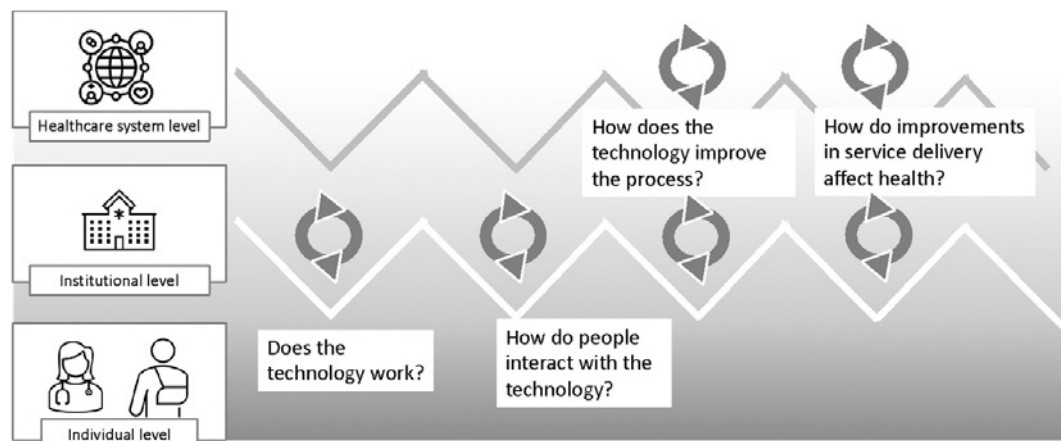 Healthcare system level
How does the
technology improve
the process?
How do improvements
in service delivery
affect health?
Institutional level
Does the
technology work?
How do people
interact with the
technology?
Individual level